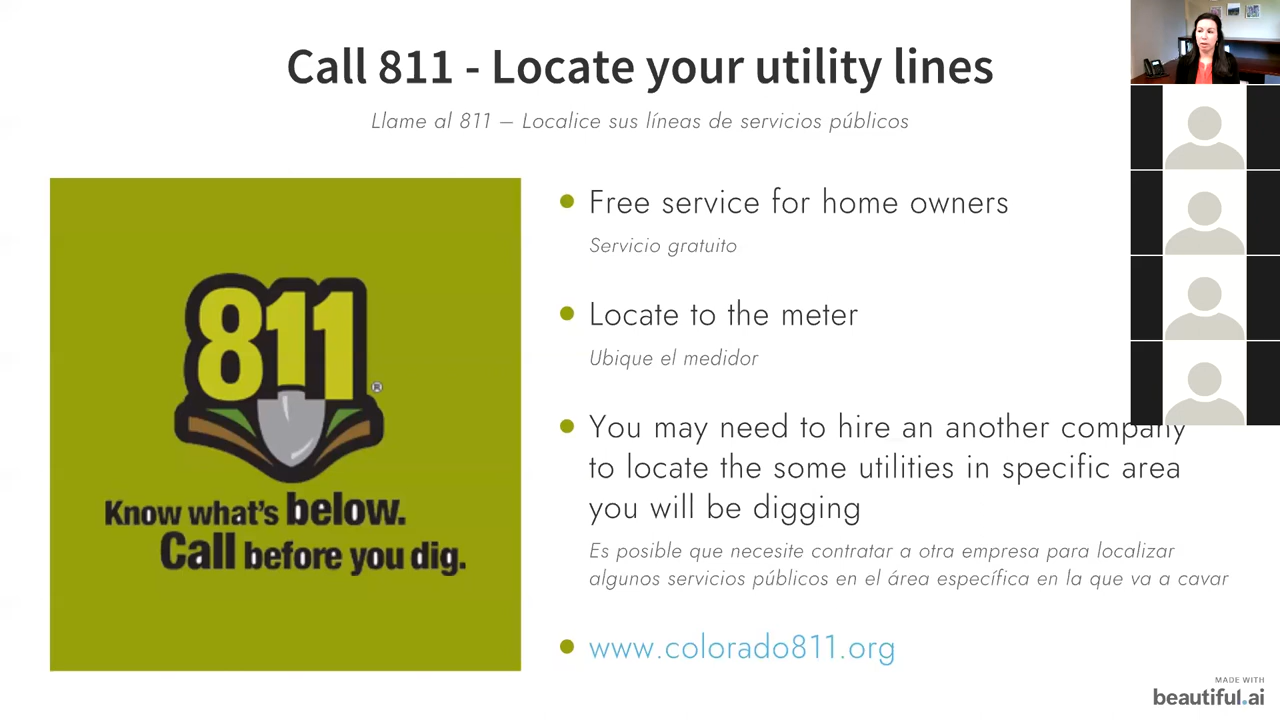 Call 811 - Locate your utility lines
Llame al 811 – Localice sus líneas de servicios públicos
811
®
Know what's below.
Call before you dig.
Free service for home owners
Servicio gratuito
Locate to the meter
Ubique el medidor
You may need to hire an another company
to locate the some utilities in specific area
you will be digging
Es posible que necesite contratar a otra empresa para localizar
algunos servicios públicos en el área específica en la que va a cavar
www.colorado811.org
MADE WITH
beautiful.ai